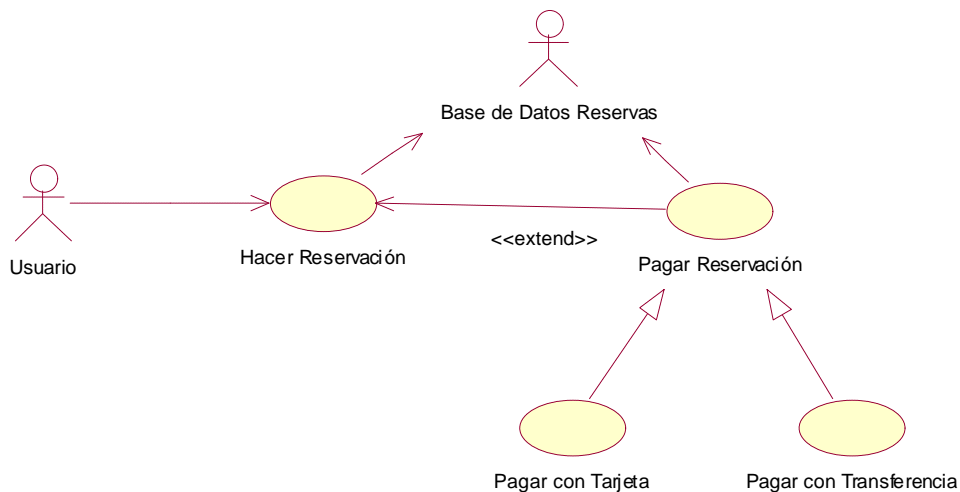 Base de Datos Reservas
Usuario
Hacer Reservación
<<extend>>
Pagar Reservación
Pagar con Tarjeta
Pagar con Transferencia